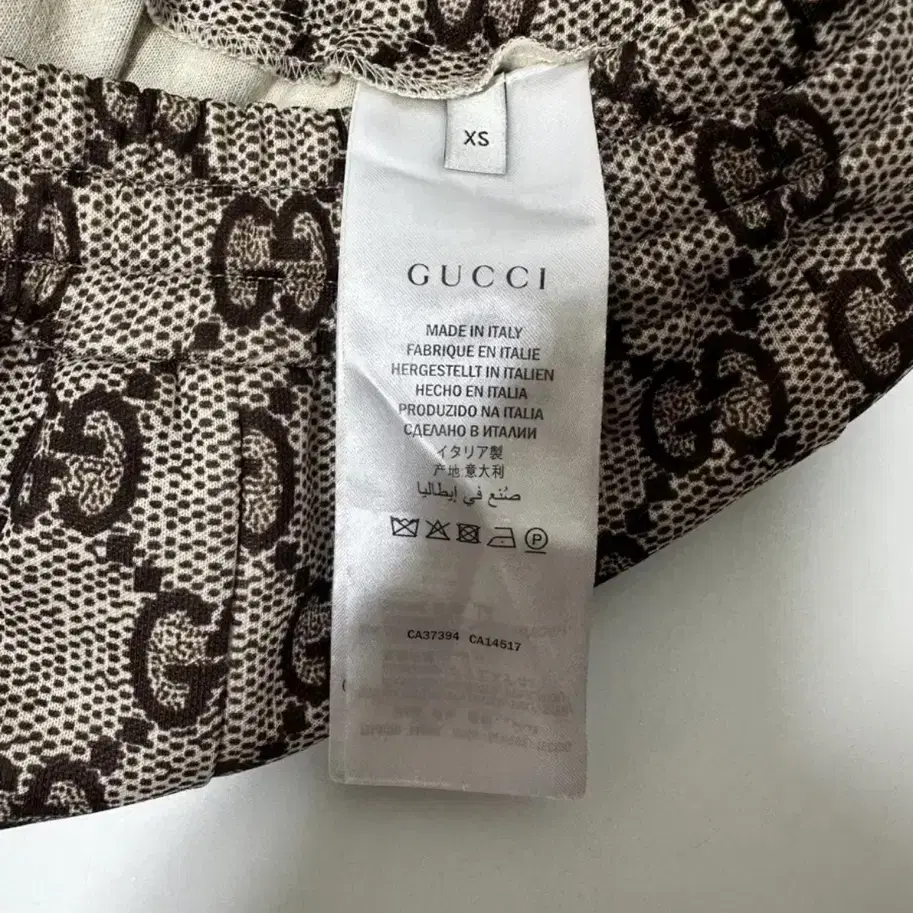 XS
GUCCI
MADE IN ITALY
FABRIQUE EN ITALIE
HERGESTELLT IN ITALIEN
HECHO EN ITALIA
PRODUZIDO NA ITALIA
СДЕЛАНО В ИТАЛИИ
イタリア製
产地 意大利
صُنع في إيطاليا
P
CA37394 CA14517